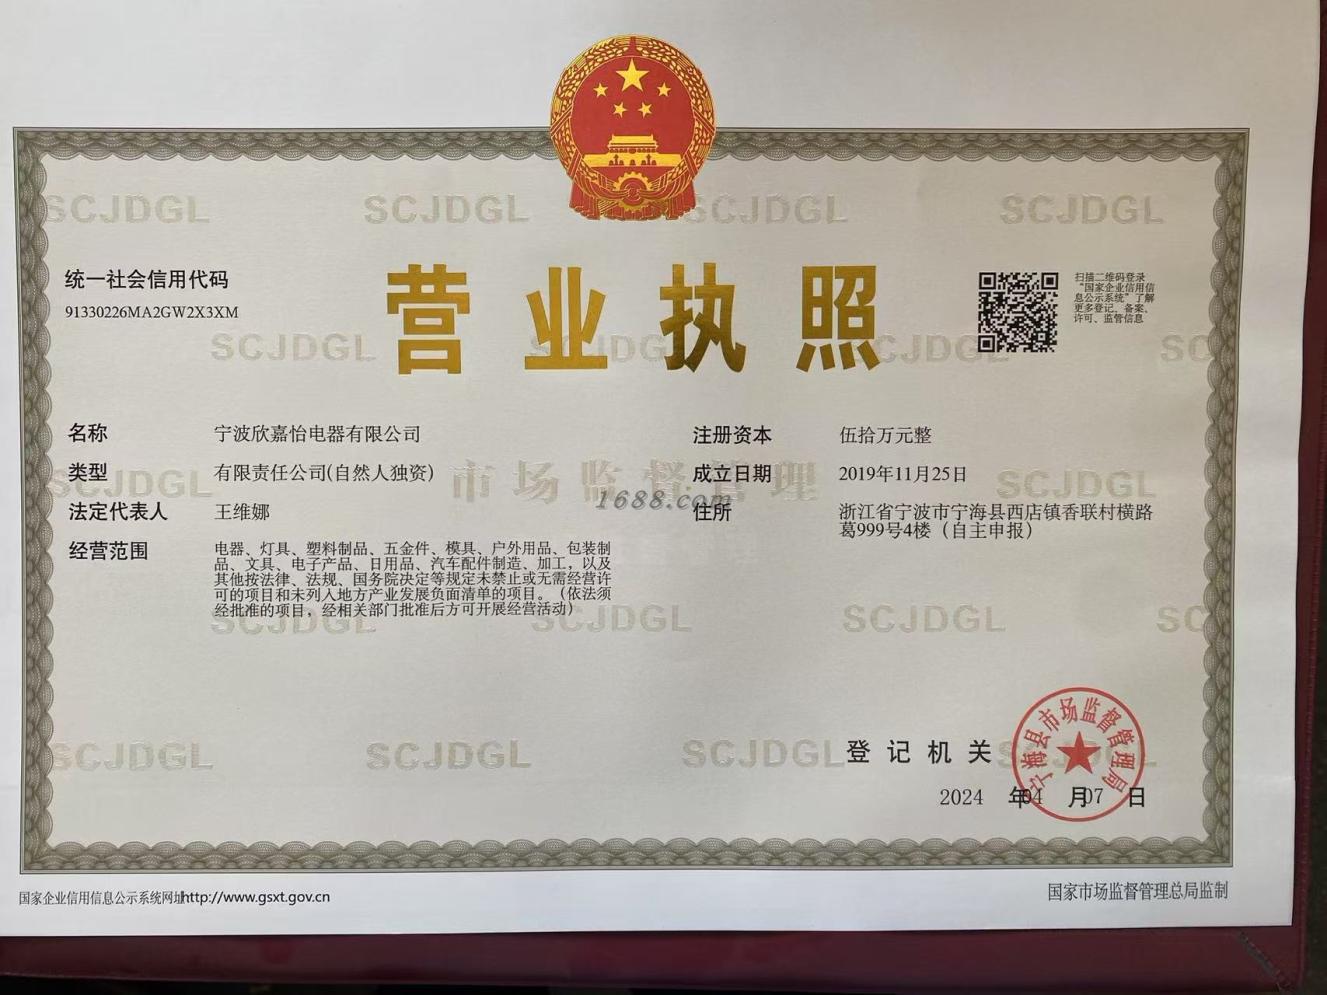 SCJDGL SCJDGL SCJDGL SCJDGL
统一社会信用代码
91330226MA2GW2X3XM
营业执照
扫描二维码登录
“国家企业信用信
息公示系统”了解
更多登记、备案、
许可、监管信息
SCJDGL SCJDGL SCJDGL SC
名称 宁波欣嘉怡电器有限公司
注册资本 伍拾万元整
类型 有限责任公司(自然人独资)
成立日期 2019年11月25日
SCJDGL 市场监督管理 SCJDGL
1688.com
法定代表人 王维娜
住所 浙江省宁波市宁海县西店镇香联村横路
葛999号4楼（自主申报）
经营范围 电器、灯具、塑料制品、五金件、模具、户外用品、包装制
品、文具、电子产品、日用品、汽车配件制造、加工，以及
其他按法律、法规、国务院决定等规定未禁止或无需经营许
可的项目和未列入地方产业发展负面清单的项目。（依法须
经批准的项目，经相关部门批准后方可开展经营活动）
SCJDGL SCJDGL SCJDGL SC
SCJDGL SCJDGL SCJDGL
登记机关
宁海县市场监督管理局
2024 年04 月07 日
国家企业信用信息公示系统网址http://www.gsxt.gov.cn
国家市场监督管理总局监制